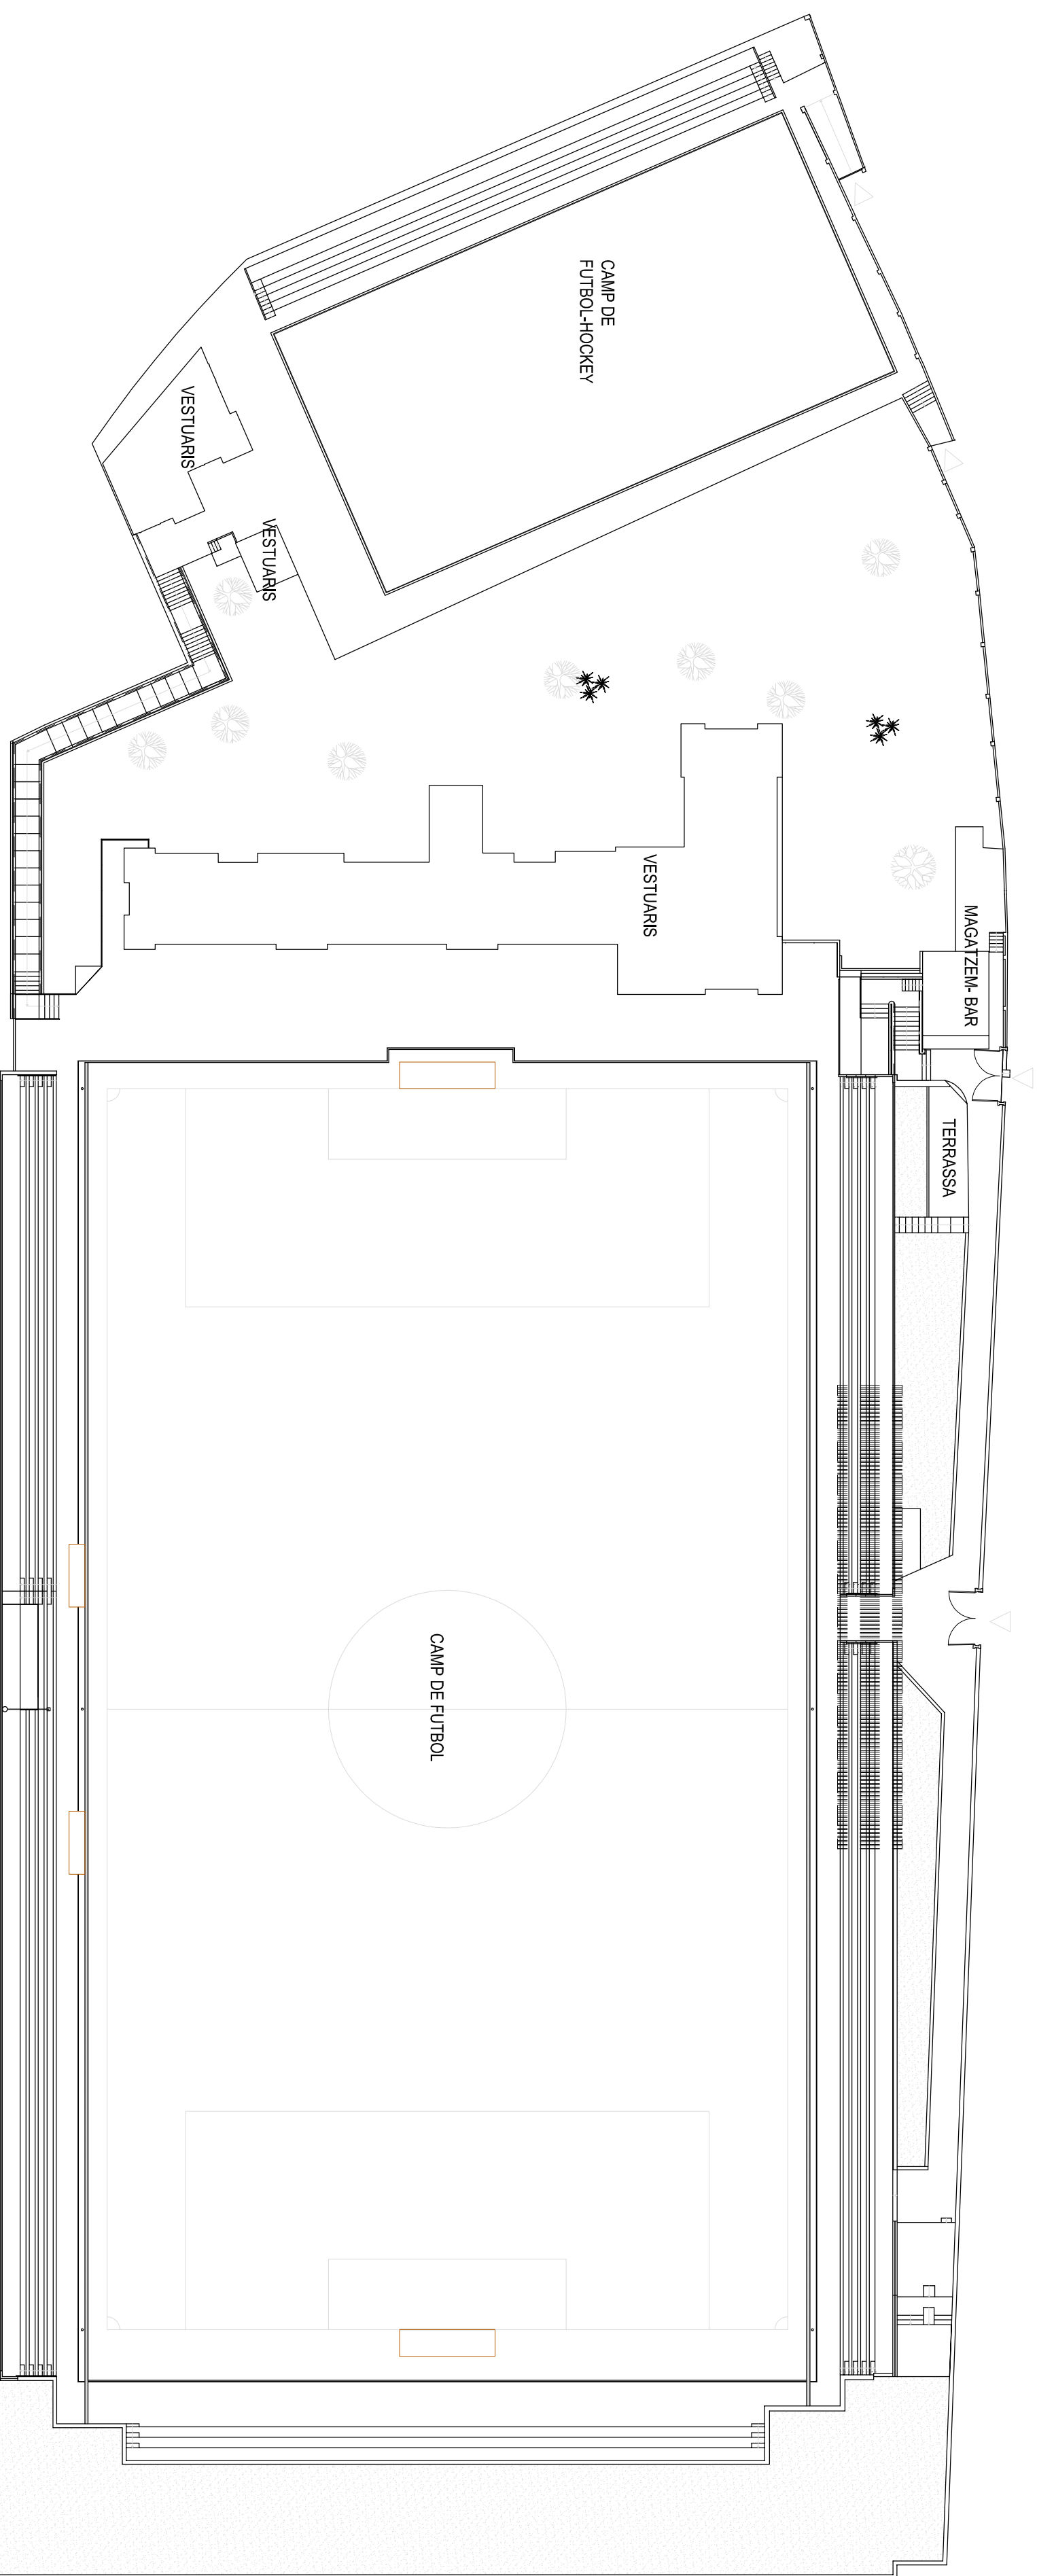 CAMP DE
FUTBOL-HOCKEY
VESTUARIS
VESTUARIS
VESTUARIS
MAGATZEM- BAR
TERRASSA
CAMP DE FUTBOL